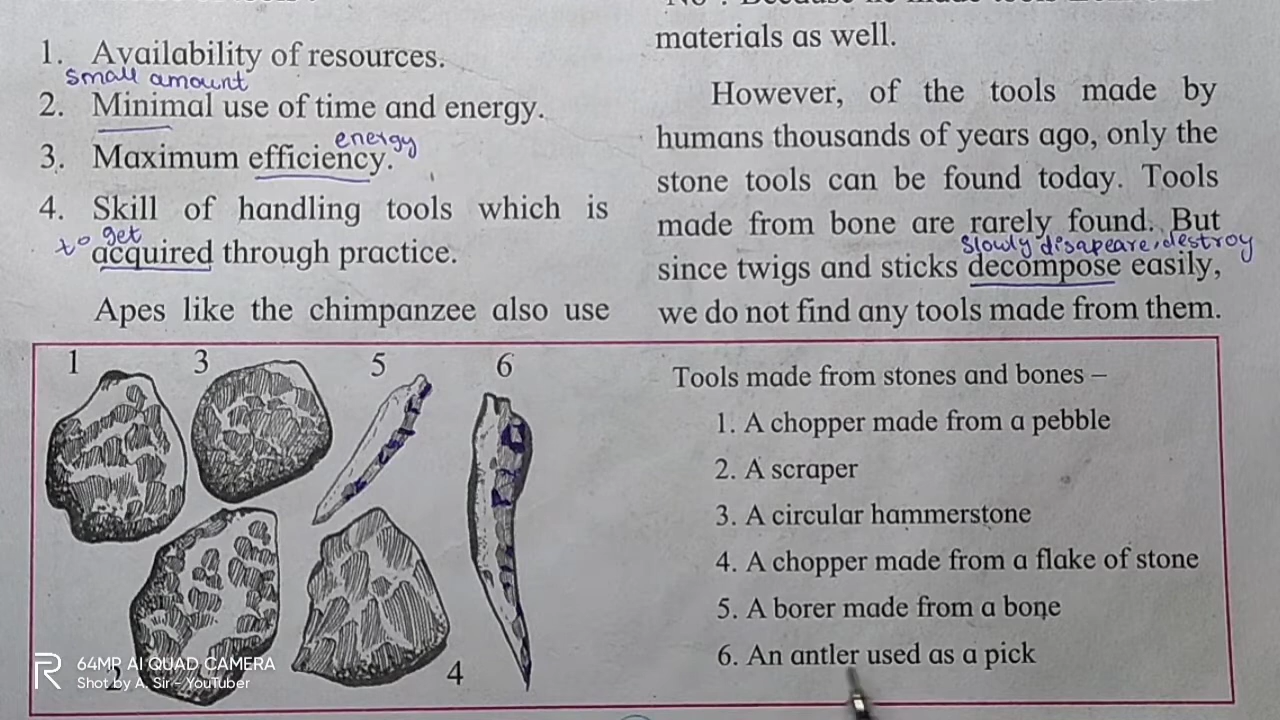 1. Availability of resources.
small amount
2. Minimal use of time and energy.
energy
3. Maximum efficiency.
4. Skill of handling tools which is
to get
acquired through practice.
Apes like the chimpanzee also use
materials as well.
However, of the tools made by
humans thousands of years ago, only the
stone tools can be found today. Tools
made from bone are rarely found. But
slowly disapeare, destroy
since twigs and sticks decompose easily,
we do not find any tools made from them.
1 3 5 6
2 4
Tools made from stones and bones –
1. A chopper made from a pebble
2. A scraper
3. A circular hammerstone
4. A chopper made from a flake of stone
5. A borer made from a bone
6. An antler used as a pick
R 64MP AI QUAD CAMERA
Shot by A. Sir - YouTuber